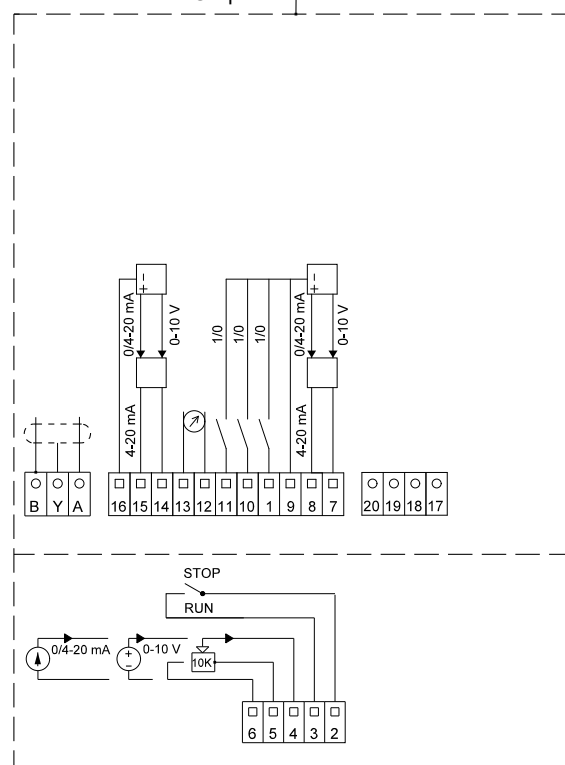 0/4-20 mA
0-10 V
1/0
1/0
1/0
0/4-20 mA
0-10 V
- +
- +
4-20 mA
4-20 mA
B Y A
16 15 14 13 12 11 10 1 9 8 7
20 19 18 17
STOP
RUN
0/4-20 mA
+ -
0-10 V
10K
6 5 4 3 2